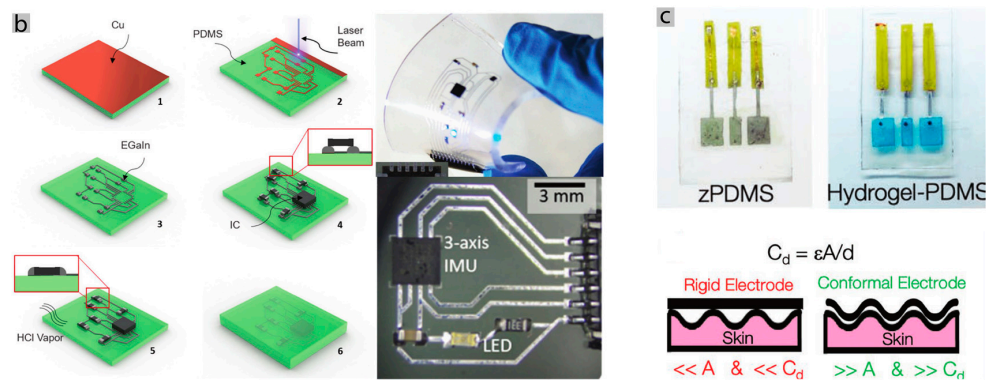 b
Cu
1
PDMS
Laser
Beam
2
EGaIn
3
IC
4
HCl Vapor
5
6
3 mm
3-axis
IMU
LED
c
zPDMS
Hydrogel-PDMS
C_d = εA/d
Rigid Electrode
Conformal Electrode
Skin
Skin
<< A & << C_d
>> A & >> C_d